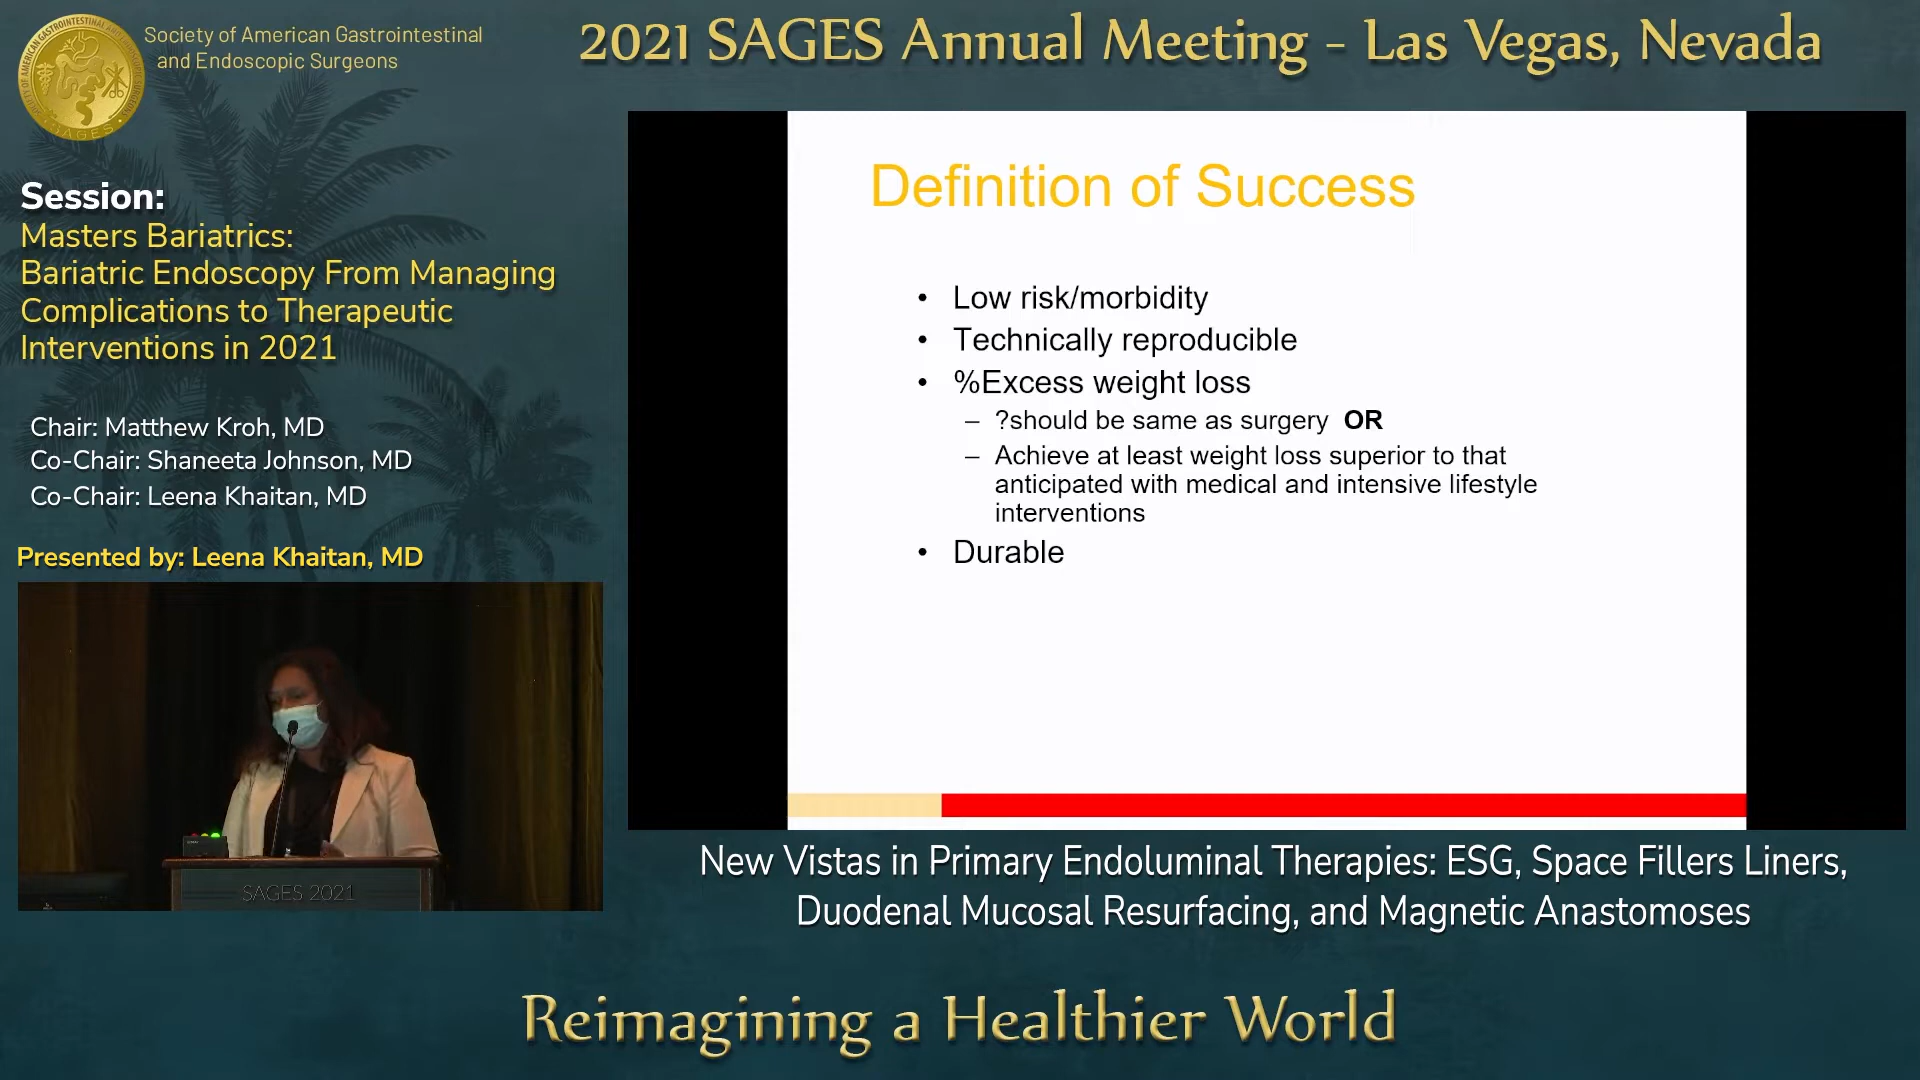 Society of American Gastrointestinal
and Endoscopic Surgeons
2021 SAGES Annual Meeting - Las Vegas, Nevada
Session:
Masters Bariatrics:
Bariatric Endoscopy From Managing
Complications to Therapeutic
Interventions in 2021
Chair: Matthew Kroh, MD
Co-Chair: Shaneeta Johnson, MD
Co-Chair: Leena Khaitan, MD
Presented by: Leena Khaitan, MD
SAGES 2021
Definition of Success
• Low risk/morbidity
• Technically reproducible
• %Excess weight loss
– ?should be same as surgery OR
– Achieve at least weight loss superior to that
anticipated with medical and intensive lifestyle
interventions
• Durable
New Vistas in Primary Endoluminal Therapies: ESG, Space Fillers Liners,
Duodenal Mucosal Resurfacing, and Magnetic Anastomoses
Reimagining a Healthier World